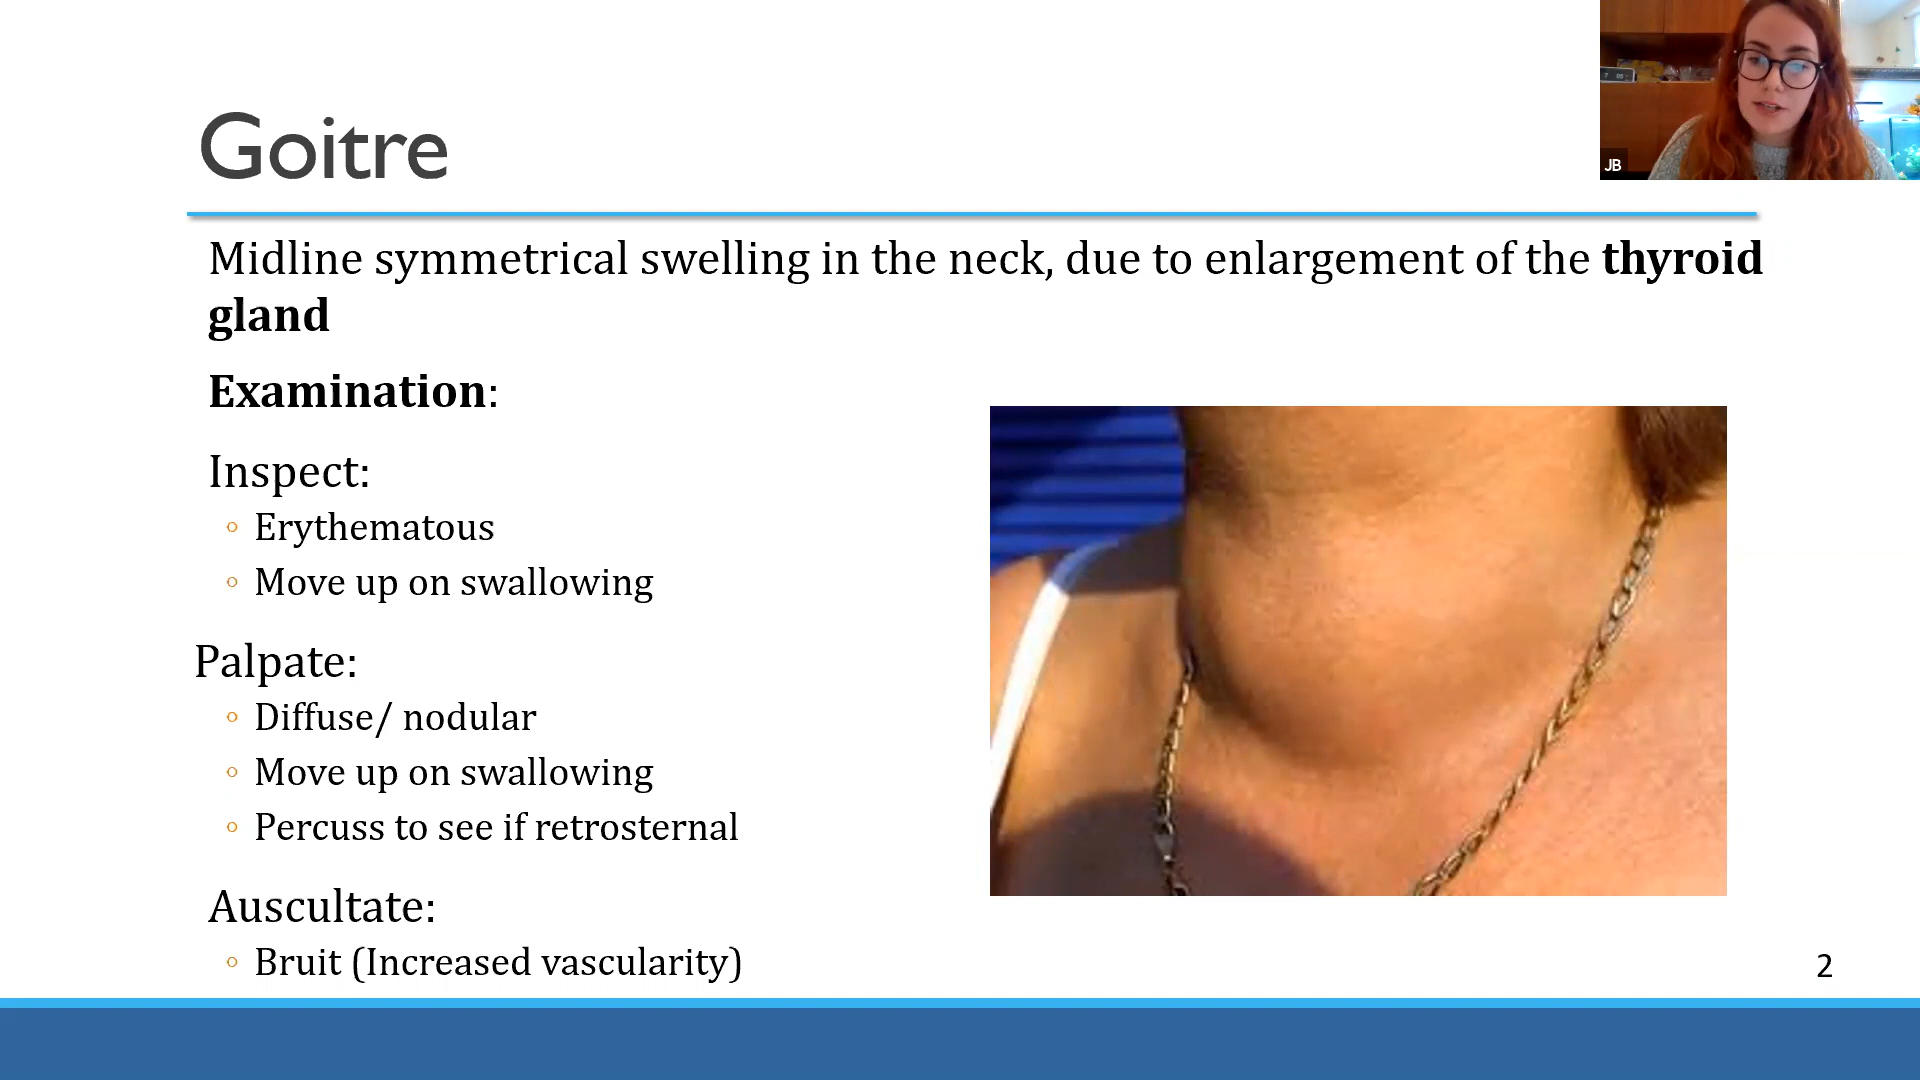 JB
Goitre
Midline symmetrical swelling in the neck, due to enlargement of the thyroid
gland
Examination:
Inspect:
◦ Erythematous
◦ Move up on swallowing
Palpate:
◦ Diffuse/ nodular
◦ Move up on swallowing
◦ Percuss to see if retrosternal
Auscultate:
◦ Bruit (Increased vascularity)
2